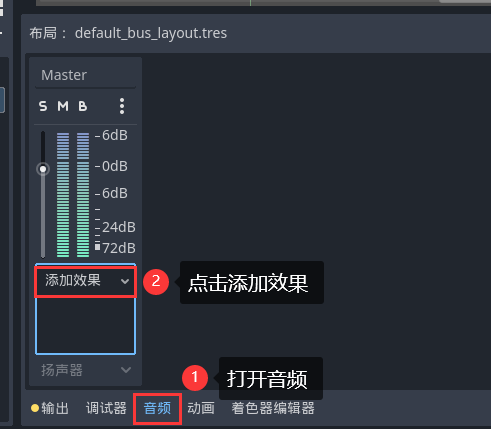 布局： default_bus_layout.tres
Master
S M B
6dB
0dB
6dB
24dB
72dB
添加效果
2 点击添加效果
扬声器
1 打开音频
输出 调试器 音频 动画 着色器编辑器